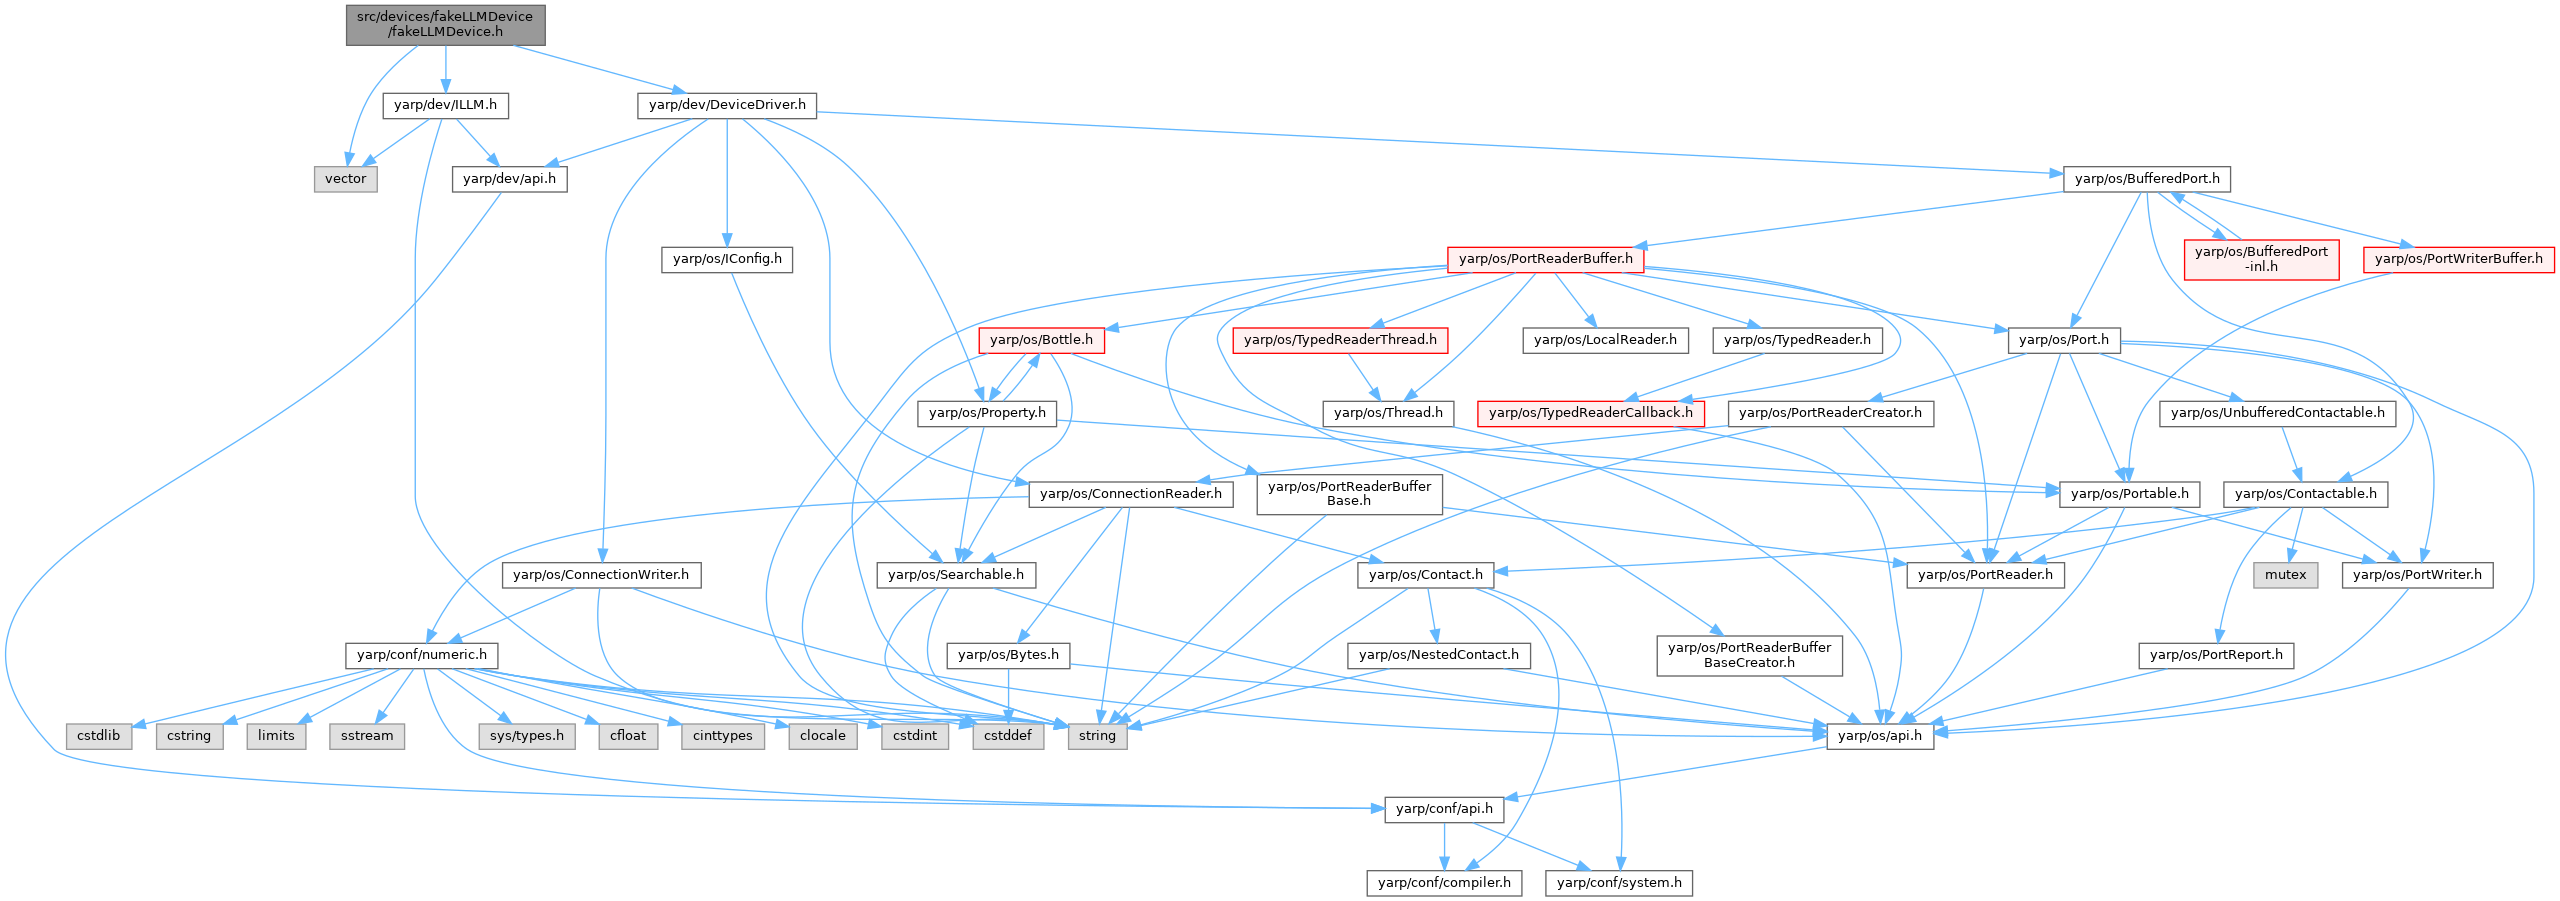 src/devices/fakeLLMDevice
/fakeLLMDevice.h
yarp/dev/ILLM.h
yarp/dev/DeviceDriver.h
vector
yarp/dev/api.h
yarp/os/BufferedPort.h
yarp/os/IConfig.h
yarp/os/PortReaderBuffer.h
yarp/os/BufferedPort
-inl.h
yarp/os/PortWriterBuffer.h
yarp/os/Bottle.h
yarp/os/TypedReaderThread.h
yarp/os/LocalReader.h
yarp/os/TypedReader.h
yarp/os/Port.h
yarp/os/Property.h
yarp/os/Thread.h
yarp/os/TypedReaderCallback.h
yarp/os/PortReaderCreator.h
yarp/os/UnbufferedContactable.h
yarp/os/ConnectionReader.h
yarp/os/PortReaderBuffer
Base.h
yarp/os/Portable.h
yarp/os/Contactable.h
yarp/os/ConnectionWriter.h
yarp/os/Searchable.h
yarp/os/Contact.h
yarp/os/PortReader.h
mutex
yarp/os/PortWriter.h
yarp/conf/numeric.h
yarp/os/Bytes.h
yarp/os/NestedContact.h
yarp/os/PortReaderBuffer
BaseCreator.h
yarp/os/PortReport.h
cstdlib
cstring
limits
sstream
sys/types.h
cfloat
cinttypes
clocale
cstdint
cstddef
string
yarp/os/api.h
yarp/conf/api.h
yarp/conf/compiler.h
yarp/conf/system.h